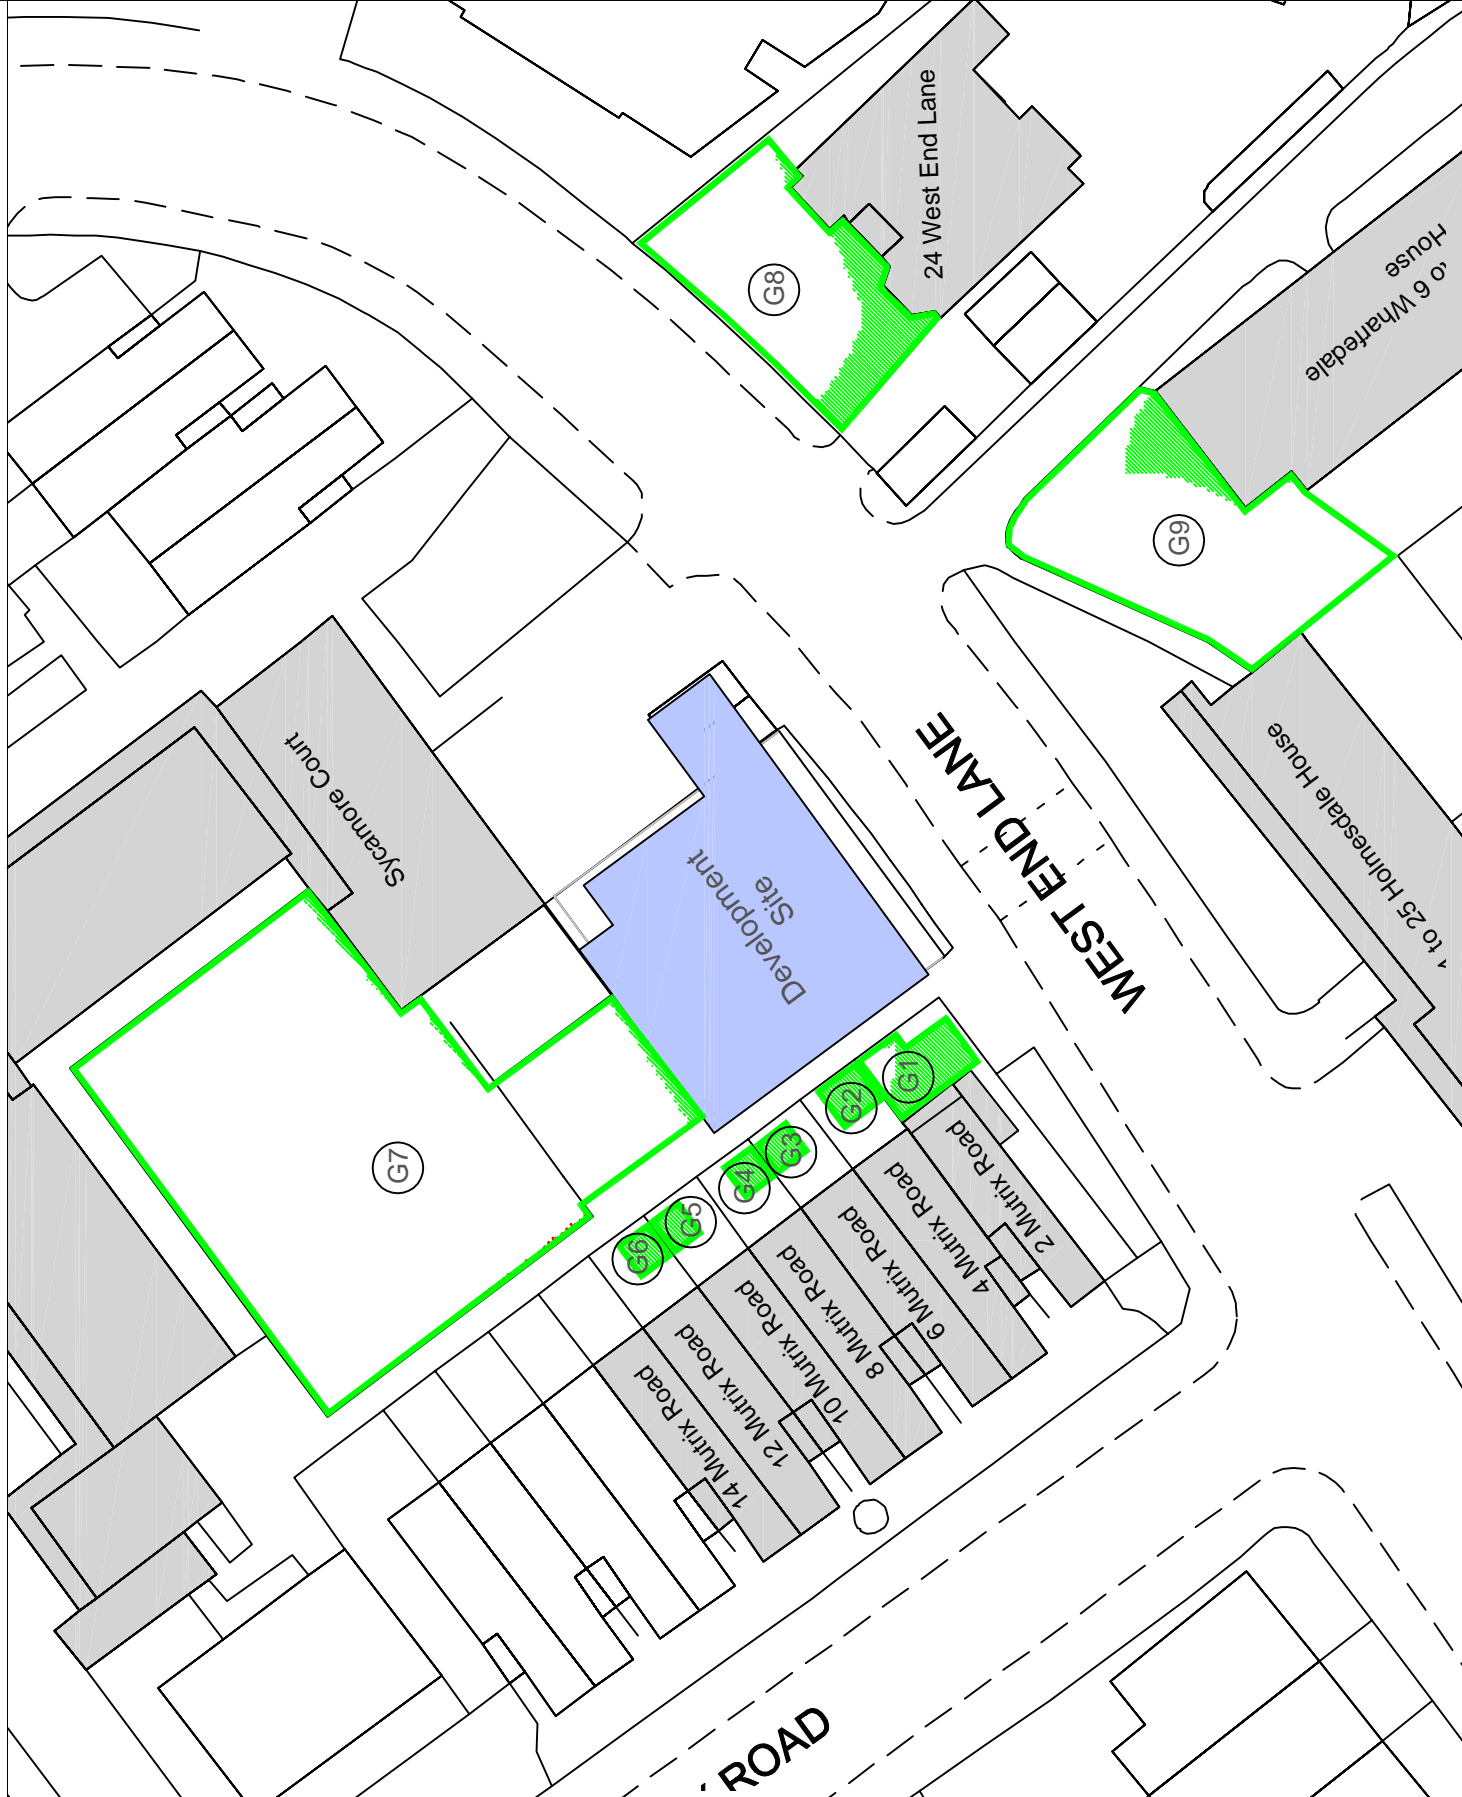 24 West End Lane
G8
House
6 Wharfedale
G9
Sycamore Court
WEST END LANE
Development
Site
1 to 25 Holmesdale House
G7
G1
G2
G3
G4
G5
G6
2 Mutrix Road
4 Mutrix Road
6 Mutrix Road
8 Mutrix Road
10 Mutrix Road
12 Mutrix Road
14 Mutrix Road
ROAD